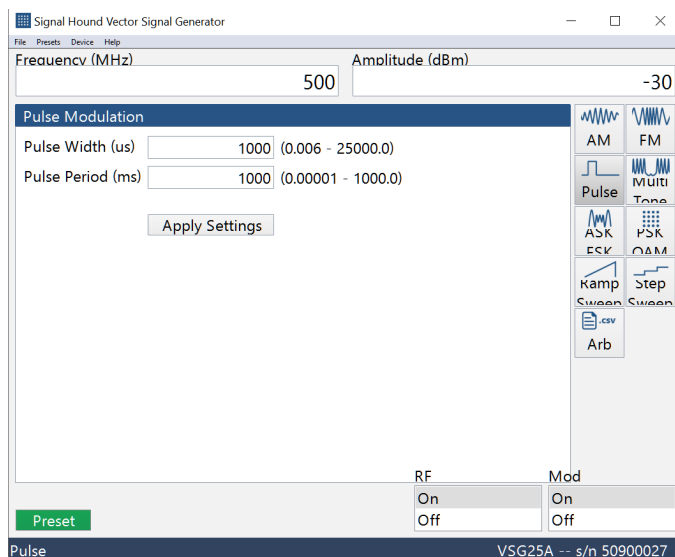 Signal Hound Vector Signal Generator
File Presets Device Help
Frequency (MHz) Amplitude (dBm)
500 -30
Pulse Modulation
Pulse Width (us) 1000 (0.006 - 25000.0)
Pulse Period (ms) 1000 (0.00001 - 1000.0)
Apply Settings
AM FM
Pulse Multi Tone
ASK FSK PSK QAM
Ramp Sweep Step Sweep
.csv
Arb
RF Mod
On On
Off Off
Preset
Pulse VSG25A -- s/n 50900027